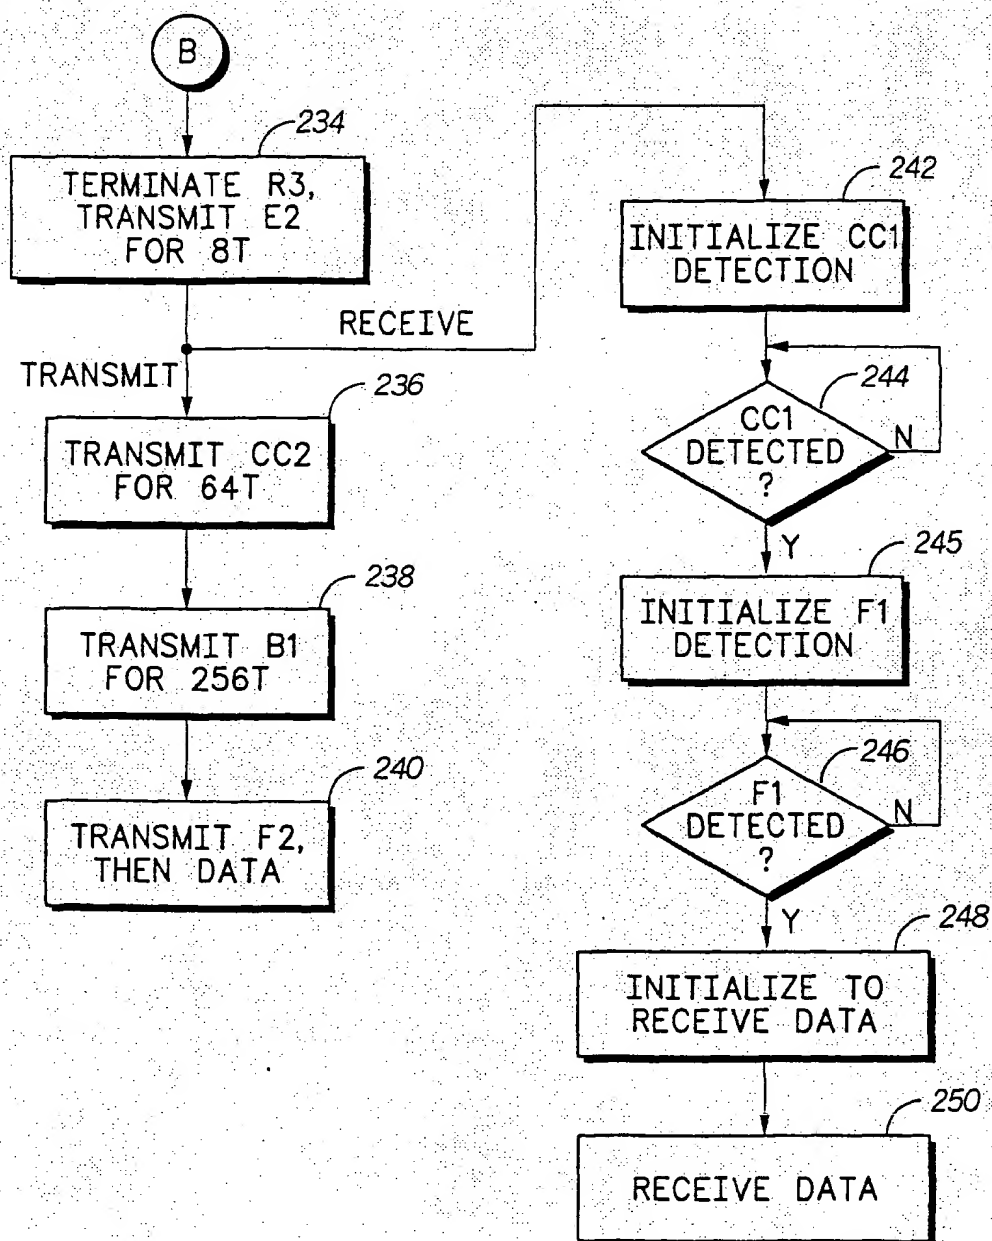 B
234
TERMINATE R3,
TRANSMIT E2
FOR 8T
RECEIVE
TRANSMIT
236
TRANSMIT CC2
FOR 64T
238
TRANSMIT B1
FOR 256T
240
TRANSMIT F2,
THEN DATA
242
INITIALIZE CC1
DETECTION
244
CC1
DETECTED
?
N
Y
245
INITIALIZE F1
DETECTION
246
F1
DETECTED
?
N
Y
248
INITIALIZE TO
RECEIVE DATA
250
RECEIVE DATA